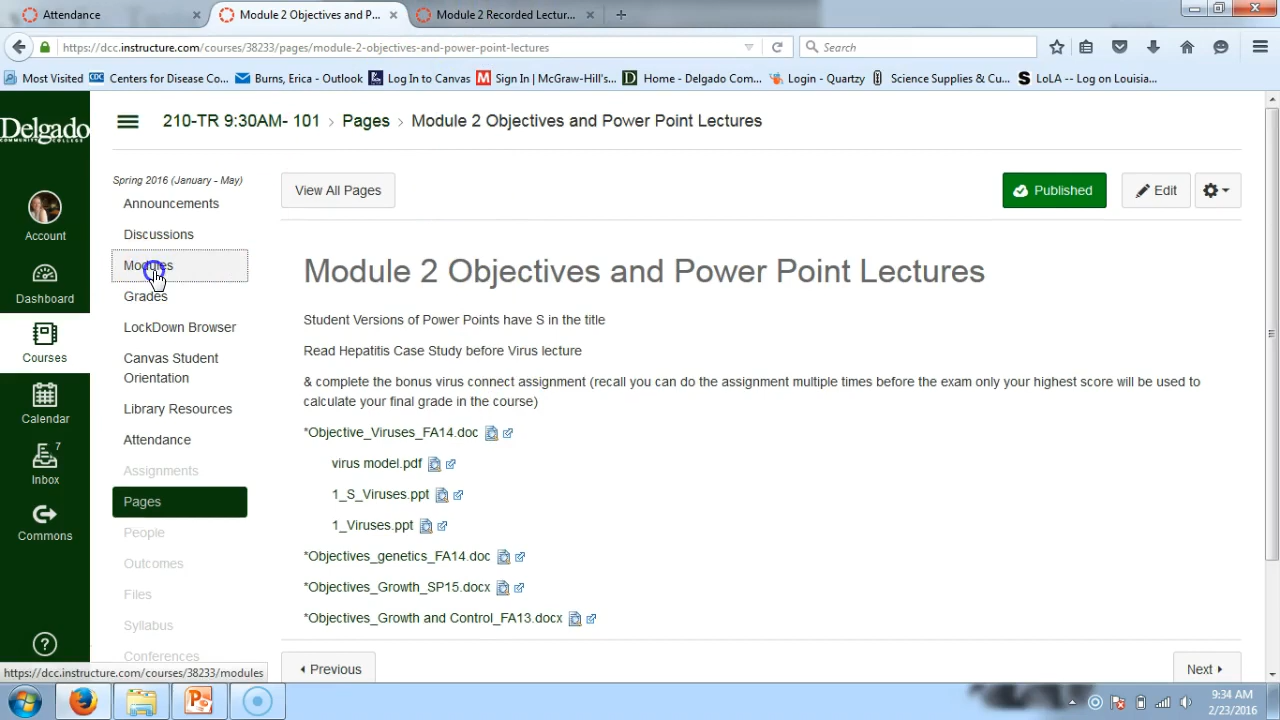 Attendance
Module 2 Objectives and P...
Module 2 Recorded Lectur...
https://dcc.instructure.com/courses/38233/pages/module-2-objectives-and-power-point-lectures
Search
Most Visited
CDC Centers for Disease Co...
Burns, Erica - Outlook
Log In to Canvas
M Sign In | McGraw-Hill's...
D Home - Delgado Com...
Login - Quartzy
Science Supplies & Cu...
S LoLA -- Log on Louisia...
Delgado
COMMUNITY COLLEGE
Account
Dashboard
Courses
Calendar
7
Inbox
Commons
210-TR 9:30AM- 101 › Pages › Module 2 Objectives and Power Point Lectures
Spring 2016 (January - May)
Announcements
Discussions
Modules
Grades
LockDown Browser
Canvas Student
Orientation
Library Resources
Attendance
Assignments
Pages
People
Outcomes
Files
Syllabus
Conferences
View All Pages
Published
Edit
Module 2 Objectives and Power Point Lectures
Student Versions of Power Points have S in the title
Read Hepatitis Case Study before Virus lecture
& complete the bonus virus connect assignment (recall you can do the assignment multiple times before the exam only your highest score will be used to
calculate your final grade in the course)
*Objective_Viruses_FA14.doc
virus model.pdf
1_S_Viruses.ppt
1_Viruses.ppt
*Objectives_genetics_FA14.doc
*Objectives_Growth_SP15.docx
*Objectives_Growth and Control_FA13.docx
Previous
Next
https://dcc.instructure.com/courses/38233/modules
9:34 AM
2/23/2016